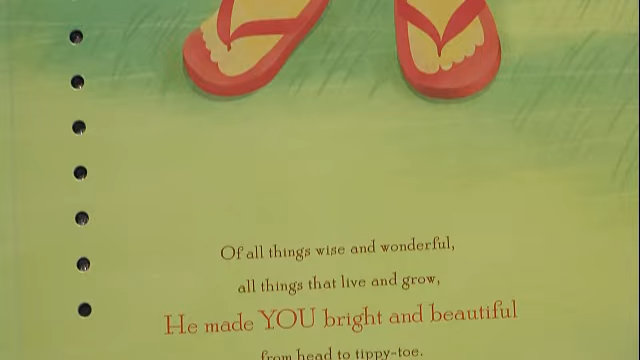 Of all things wise and wonderful,
all things that live and grow,
He made YOU bright and beautiful
from head to tippy-toe.